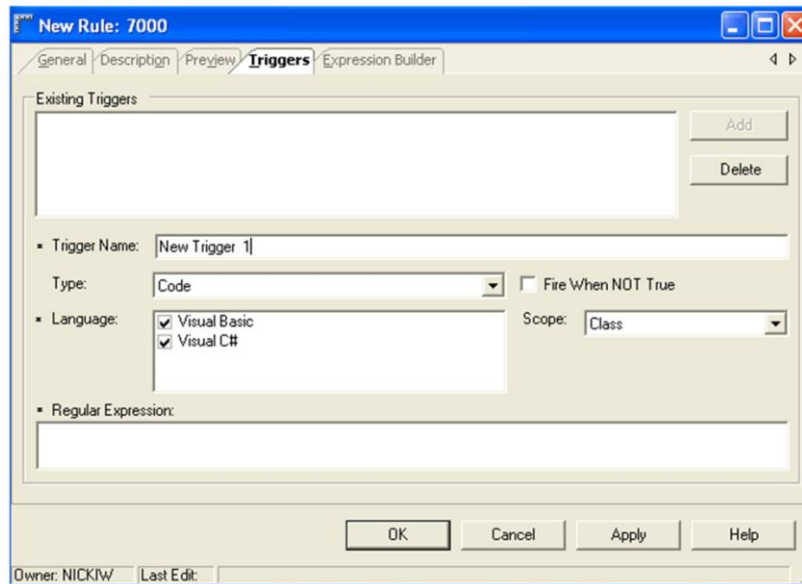 New Rule: 7000
General Description Preview Triggers Expression Builder
Existing Triggers
Add
Delete
* Trigger Name: New Trigger 1
Type: Code Fire When NOT True
* Language: Visual Basic Scope: Class
Visual C#
* Regular Expression:
OK Cancel Apply Help
Owner: NICKIW Last Edit: